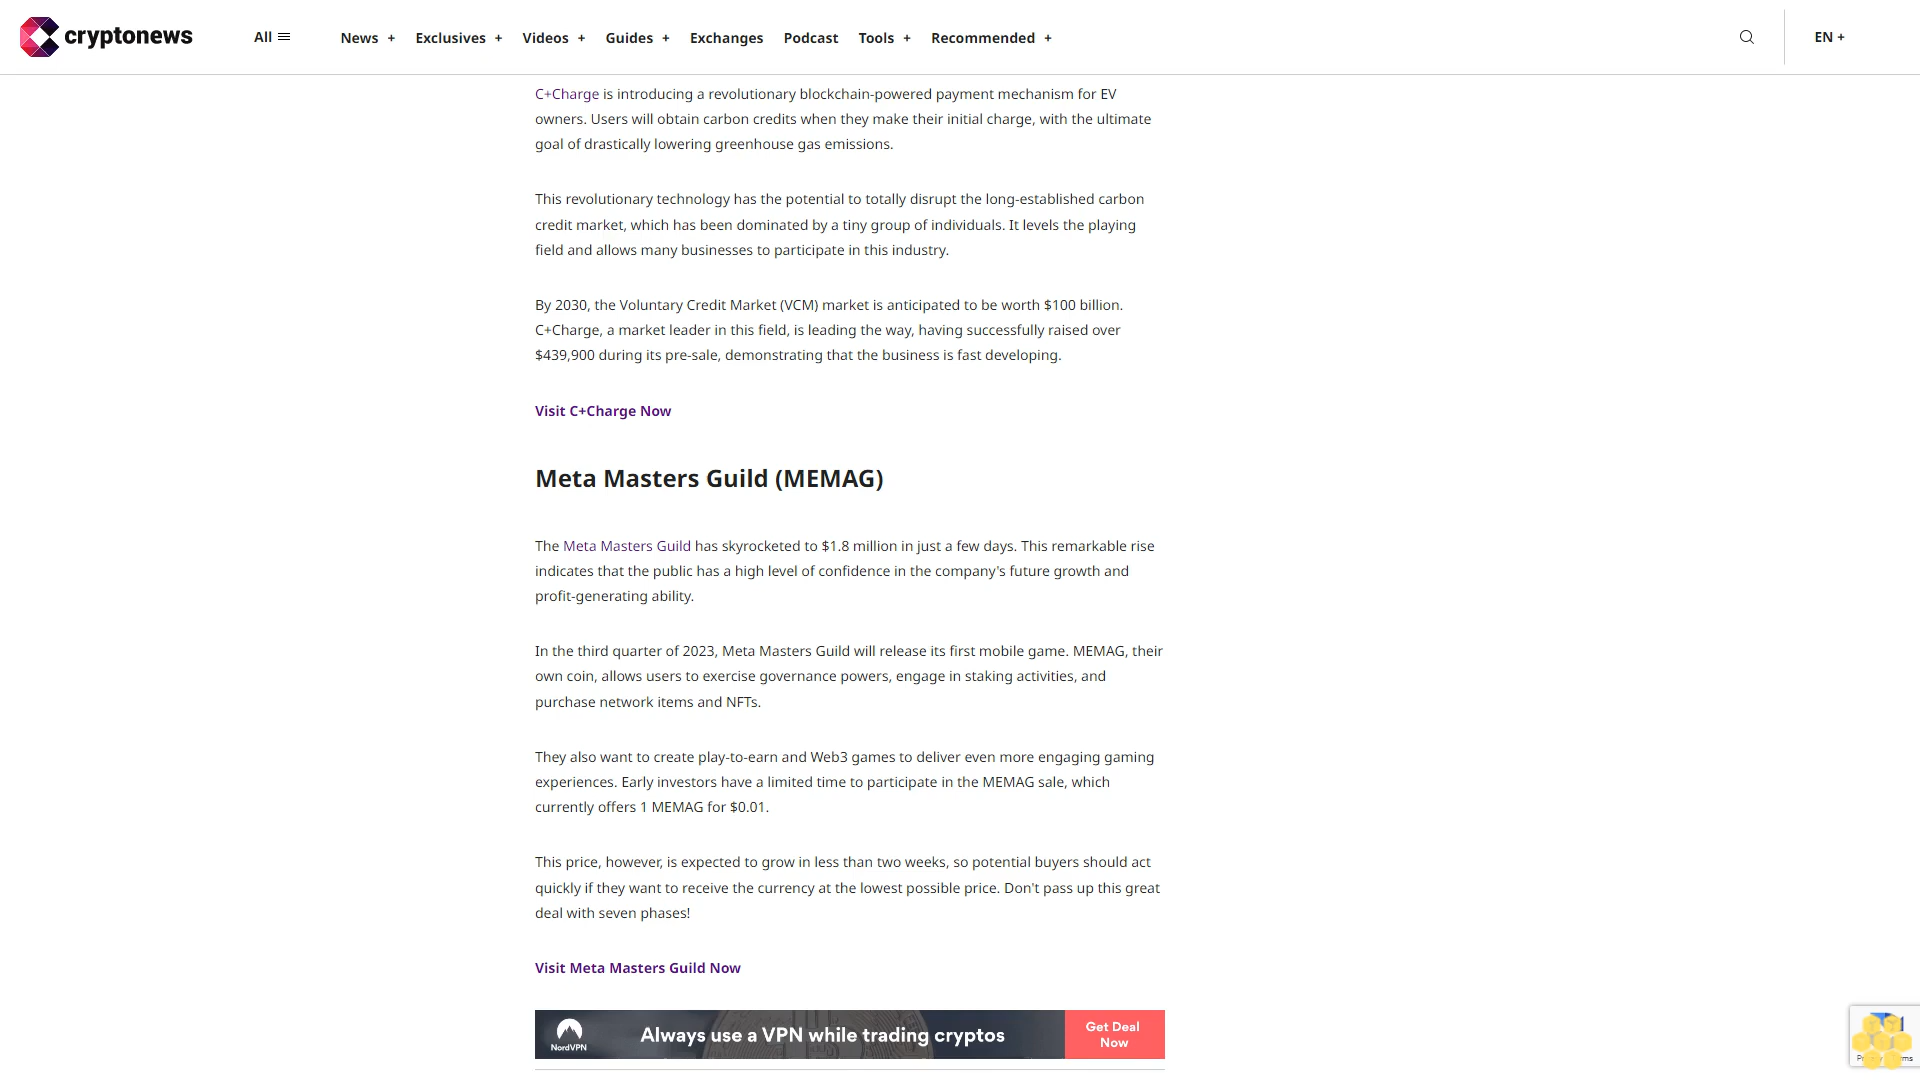 cryptonews
All
News +
Exclusives +
Videos +
Guides +
Exchanges
Podcast
Tools +
Recommended +
EN +
C+Charge is introducing a revolutionary blockchain-powered payment mechanism for EV
owners. Users will obtain carbon credits when they make their initial charge, with the ultimate
goal of drastically lowering greenhouse gas emissions.
This revolutionary technology has the potential to totally disrupt the long-established carbon
credit market, which has been dominated by a tiny group of individuals. It levels the playing
field and allows many businesses to participate in this industry.
By 2030, the Voluntary Credit Market (VCM) market is anticipated to be worth $100 billion.
C+Charge, a market leader in this field, is leading the way, having successfully raised over
$439,900 during its pre-sale, demonstrating that the business is fast developing.
Visit C+Charge Now
Meta Masters Guild (MEMAG)
The Meta Masters Guild has skyrocketed to $1.8 million in just a few days. This remarkable rise
indicates that the public has a high level of confidence in the company's future growth and
profit-generating ability.
In the third quarter of 2023, Meta Masters Guild will release its first mobile game. MEMAG, their
own coin, allows users to exercise governance powers, engage in staking activities, and
purchase network items and NFTs.
They also want to create play-to-earn and Web3 games to deliver even more engaging gaming
experiences. Early investors have a limited time to participate in the MEMAG sale, which
currently offers 1 MEMAG for $0.01.
This price, however, is expected to grow in less than two weeks, so potential buyers should act
quickly if they want to receive the currency at the lowest possible price. Don't pass up this great
deal with seven phases!
Visit Meta Masters Guild Now
NordVPN
Always use a VPN while trading cryptos
Get Deal
Now